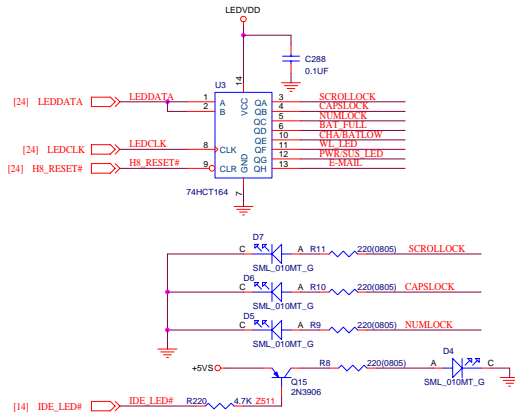 LEDVDD
C288
0.1UF
U3
14
VCC
[24] LEDDATA LEDDATA 1 A QA 3 SCROLLOCK
2 B QB 4 CAPSLOCK
QC 5 NUMLOCK
QD 6 BAT_FULL
QE 10 CHA/BATLOW
[24] LEDCLK LEDCLK 8 CLK QF 11 WL_LED
QG 12 PWR/SUS_LED
[24] H8_RESET# H8_RESET# 9 CLR QH 13 E-MAIL
GND
74HCT164 7
D7
C A R11 220(0805) SCROLLOCK
SML_010MT_G
D6
C A R10 220(0805) CAPSLOCK
SML_010MT_G
D5
C A R9 220(0805) NUMLOCK
SML_010MT_G
+5VS R8 220(0805) A D4 C
Q15 SML_010MT_G
2N3906
[14] IDE_LED# IDE_LED# R220 4.7K Z511